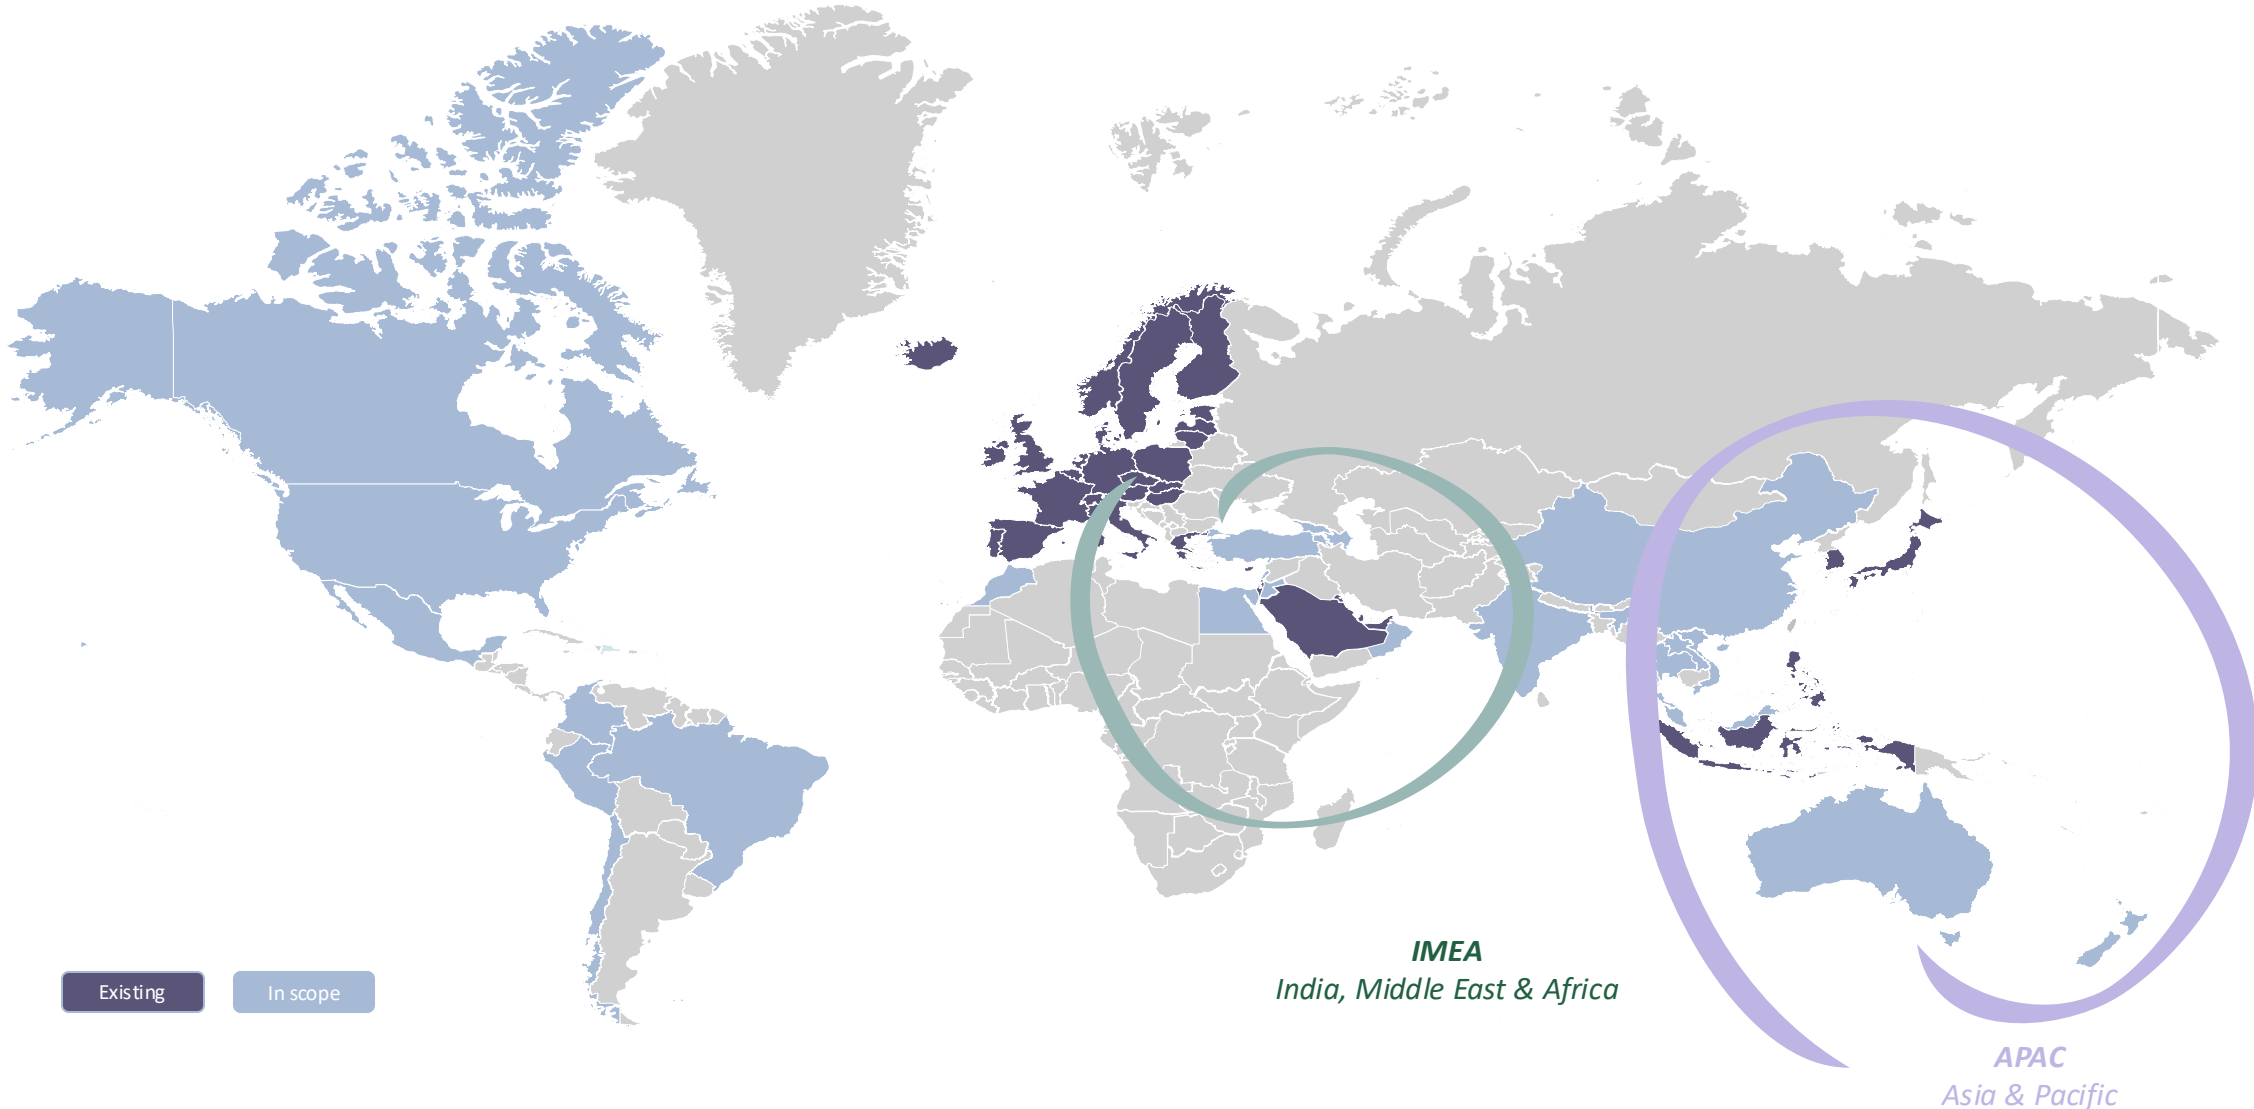 IMEA
India, Middle East & Africa
Existing
In scope
APAC
Asia & Pacific